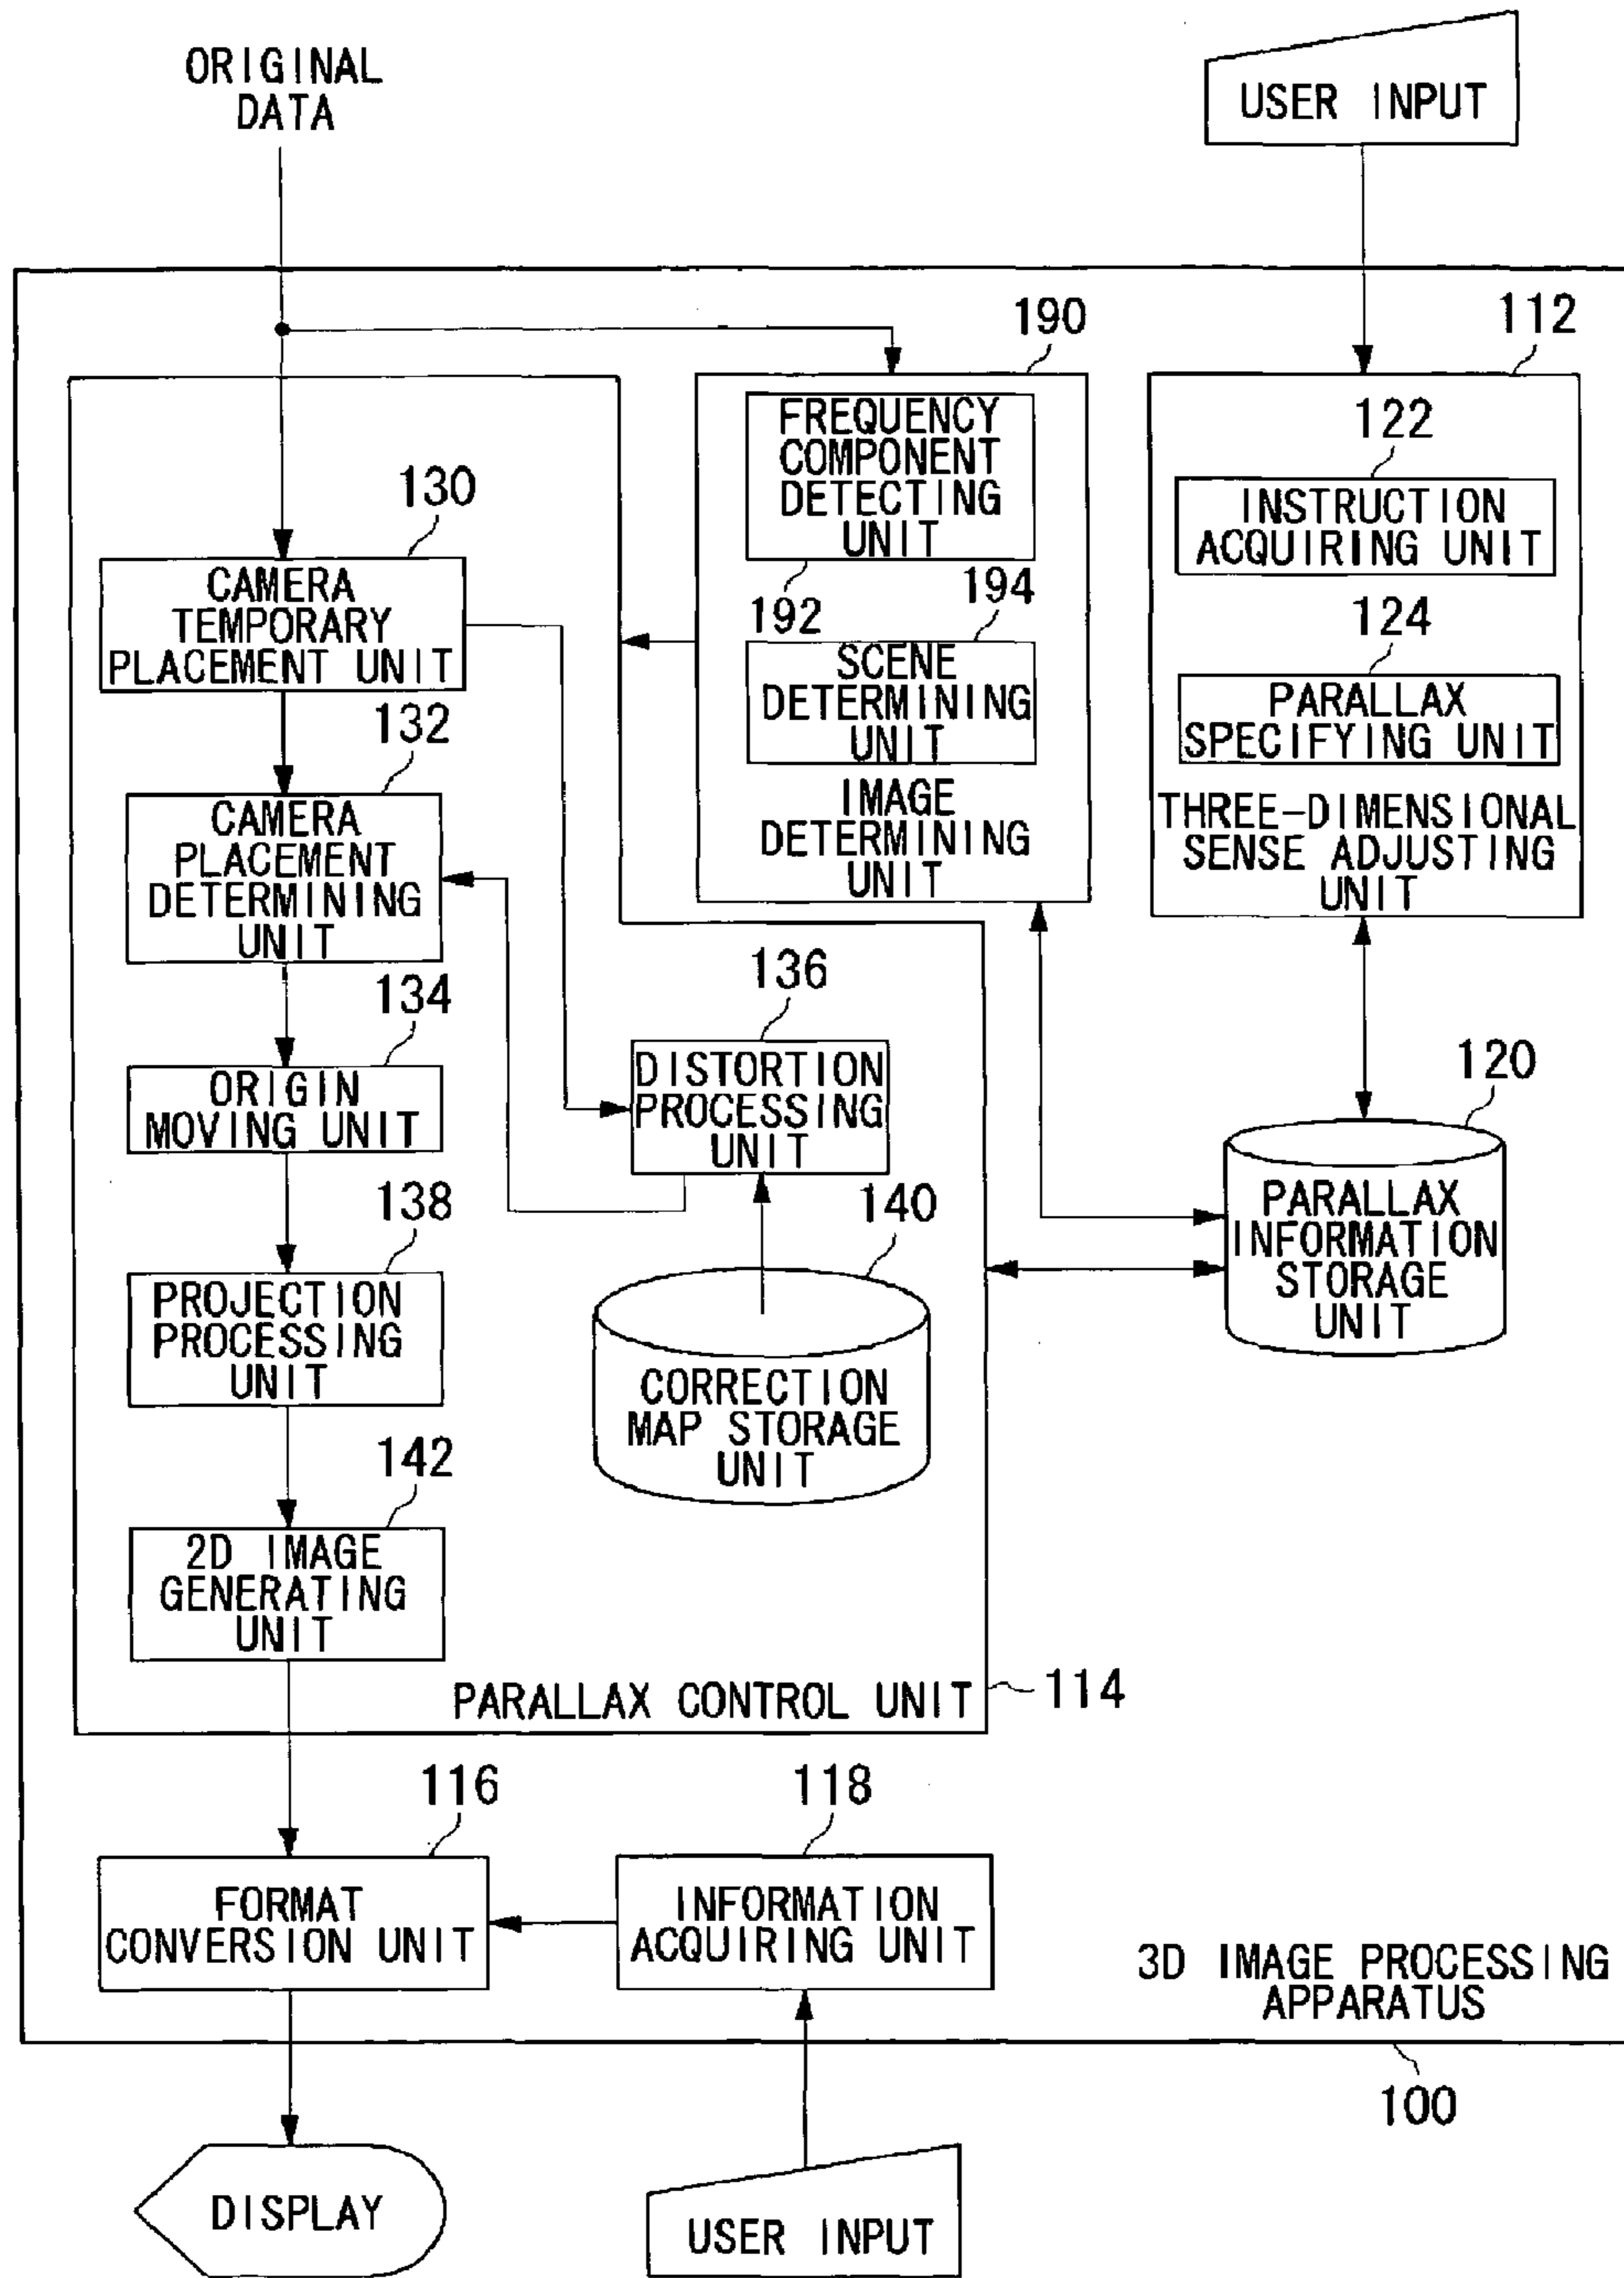 ORIGINAL
DATA
USER INPUT
190
112
FREQUENCY
COMPONENT
DETECTING
UNIT
122
INSTRUCTION
ACQUIRING UNIT
130
CAMERA
TEMPORARY
PLACEMENT UNIT
192
194
SCENE
DETERMINING
UNIT
124
PARALLAX
SPECIFYING UNIT
IMAGE
DETERMINING
UNIT
THREE-DIMENSIONAL
SENSE ADJUSTING
UNIT
132
CAMERA
PLACEMENT
DETERMINING
UNIT
134
ORIGIN
MOVING UNIT
136
DISTORTION
PROCESSING
UNIT
120
PARALLAX
INFORMATION
STORAGE
UNIT
138
PROJECTION
PROCESSING
UNIT
140
CORRECTION
MAP STORAGE
UNIT
142
2D IMAGE
GENERATING
UNIT
PARALLAX CONTROL UNIT
114
116
FORMAT
CONVERSION UNIT
118
INFORMATION
ACQUIRING UNIT
3D IMAGE PROCESSING
APPARATUS
100
DISPLAY
USER INPUT